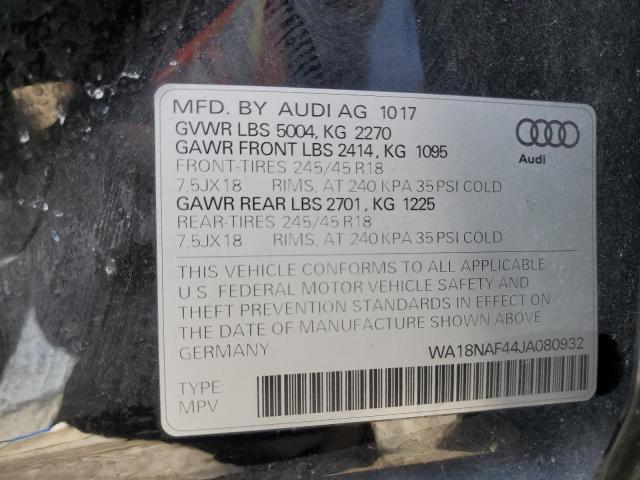 MFD. BY AUDI AG 1017
GVWR LBS 5004, KG 2270
GAWR FRONT LBS 2414, KG 1095
FRONT-TIRES 245/45 R18
7,5JX18 RIMS, AT 240 KPA 35 PSI COLD
GAWR REAR LBS 2701, KG 1225
REAR-TIRES 245/45 R18
7,5JX18 RIMS, AT 240 KPA 35 PSI COLD
Audi
THIS VEHICLE CONFORMS TO ALL APPLICABLE
U.S. FEDERAL MOTOR VEHICLE SAFETY AND
THEFT PREVENTION STANDARDS IN EFFECT ON
THE DATE OF MANUFACTURE SHOWN ABOVE
GERMANY WA18NAF44JA080932
TYPE
MPV